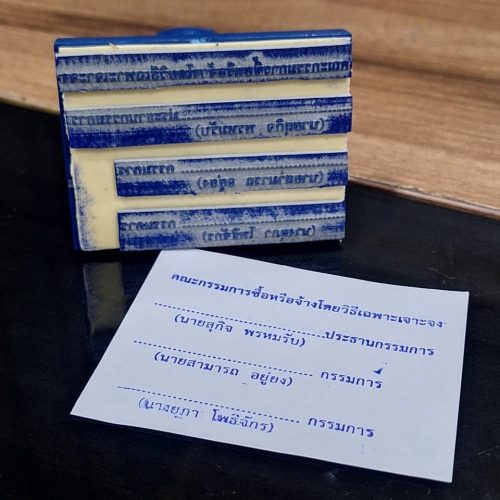 คณะกรรมการซื้อหรือจ้างโดยวิธีเฉพาะเจาะจง
........................................ประธานกรรมการ
(นายสุกิจ พรหมรับ)
........................................ กรรมการ
(นายสามารถ อยู่ยง)
........................................ กรรมการ
(นางยุภา โพธิ์จักร)